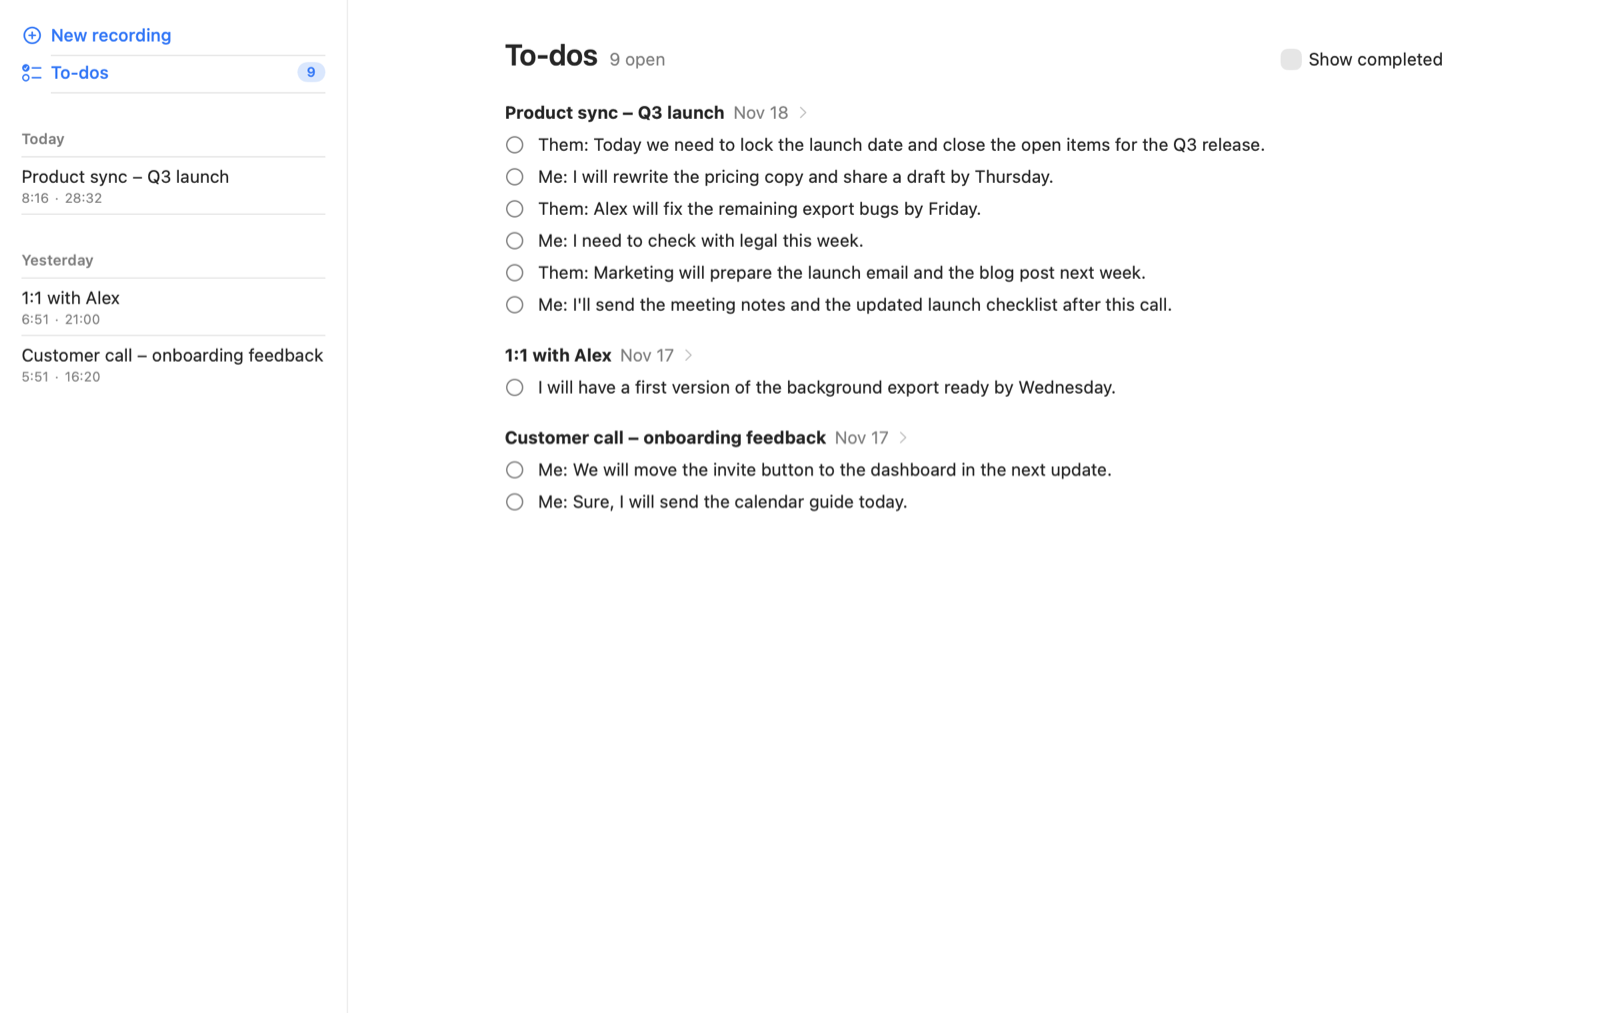 New recording
To-dos 9
Today
Product sync – Q3 launch
8:16 · 28:32
Yesterday
1:1 with Alex
6:51 · 21:00
Customer call – onboarding feedback
5:51 · 16:20
To-dos 9 open
Show completed
Product sync – Q3 launch Nov 18
Them: Today we need to lock the launch date and close the open items for the Q3 release.
Me: I will rewrite the pricing copy and share a draft by Thursday.
Them: Alex will fix the remaining export bugs by Friday.
Me: I need to check with legal this week.
Them: Marketing will prepare the launch email and the blog post next week.
Me: I'll send the meeting notes and the updated launch checklist after this call.
1:1 with Alex Nov 17
I will have a first version of the background export ready by Wednesday.
Customer call – onboarding feedback Nov 17
Me: We will move the invite button to the dashboard in the next update.
Me: Sure, I will send the calendar guide today.